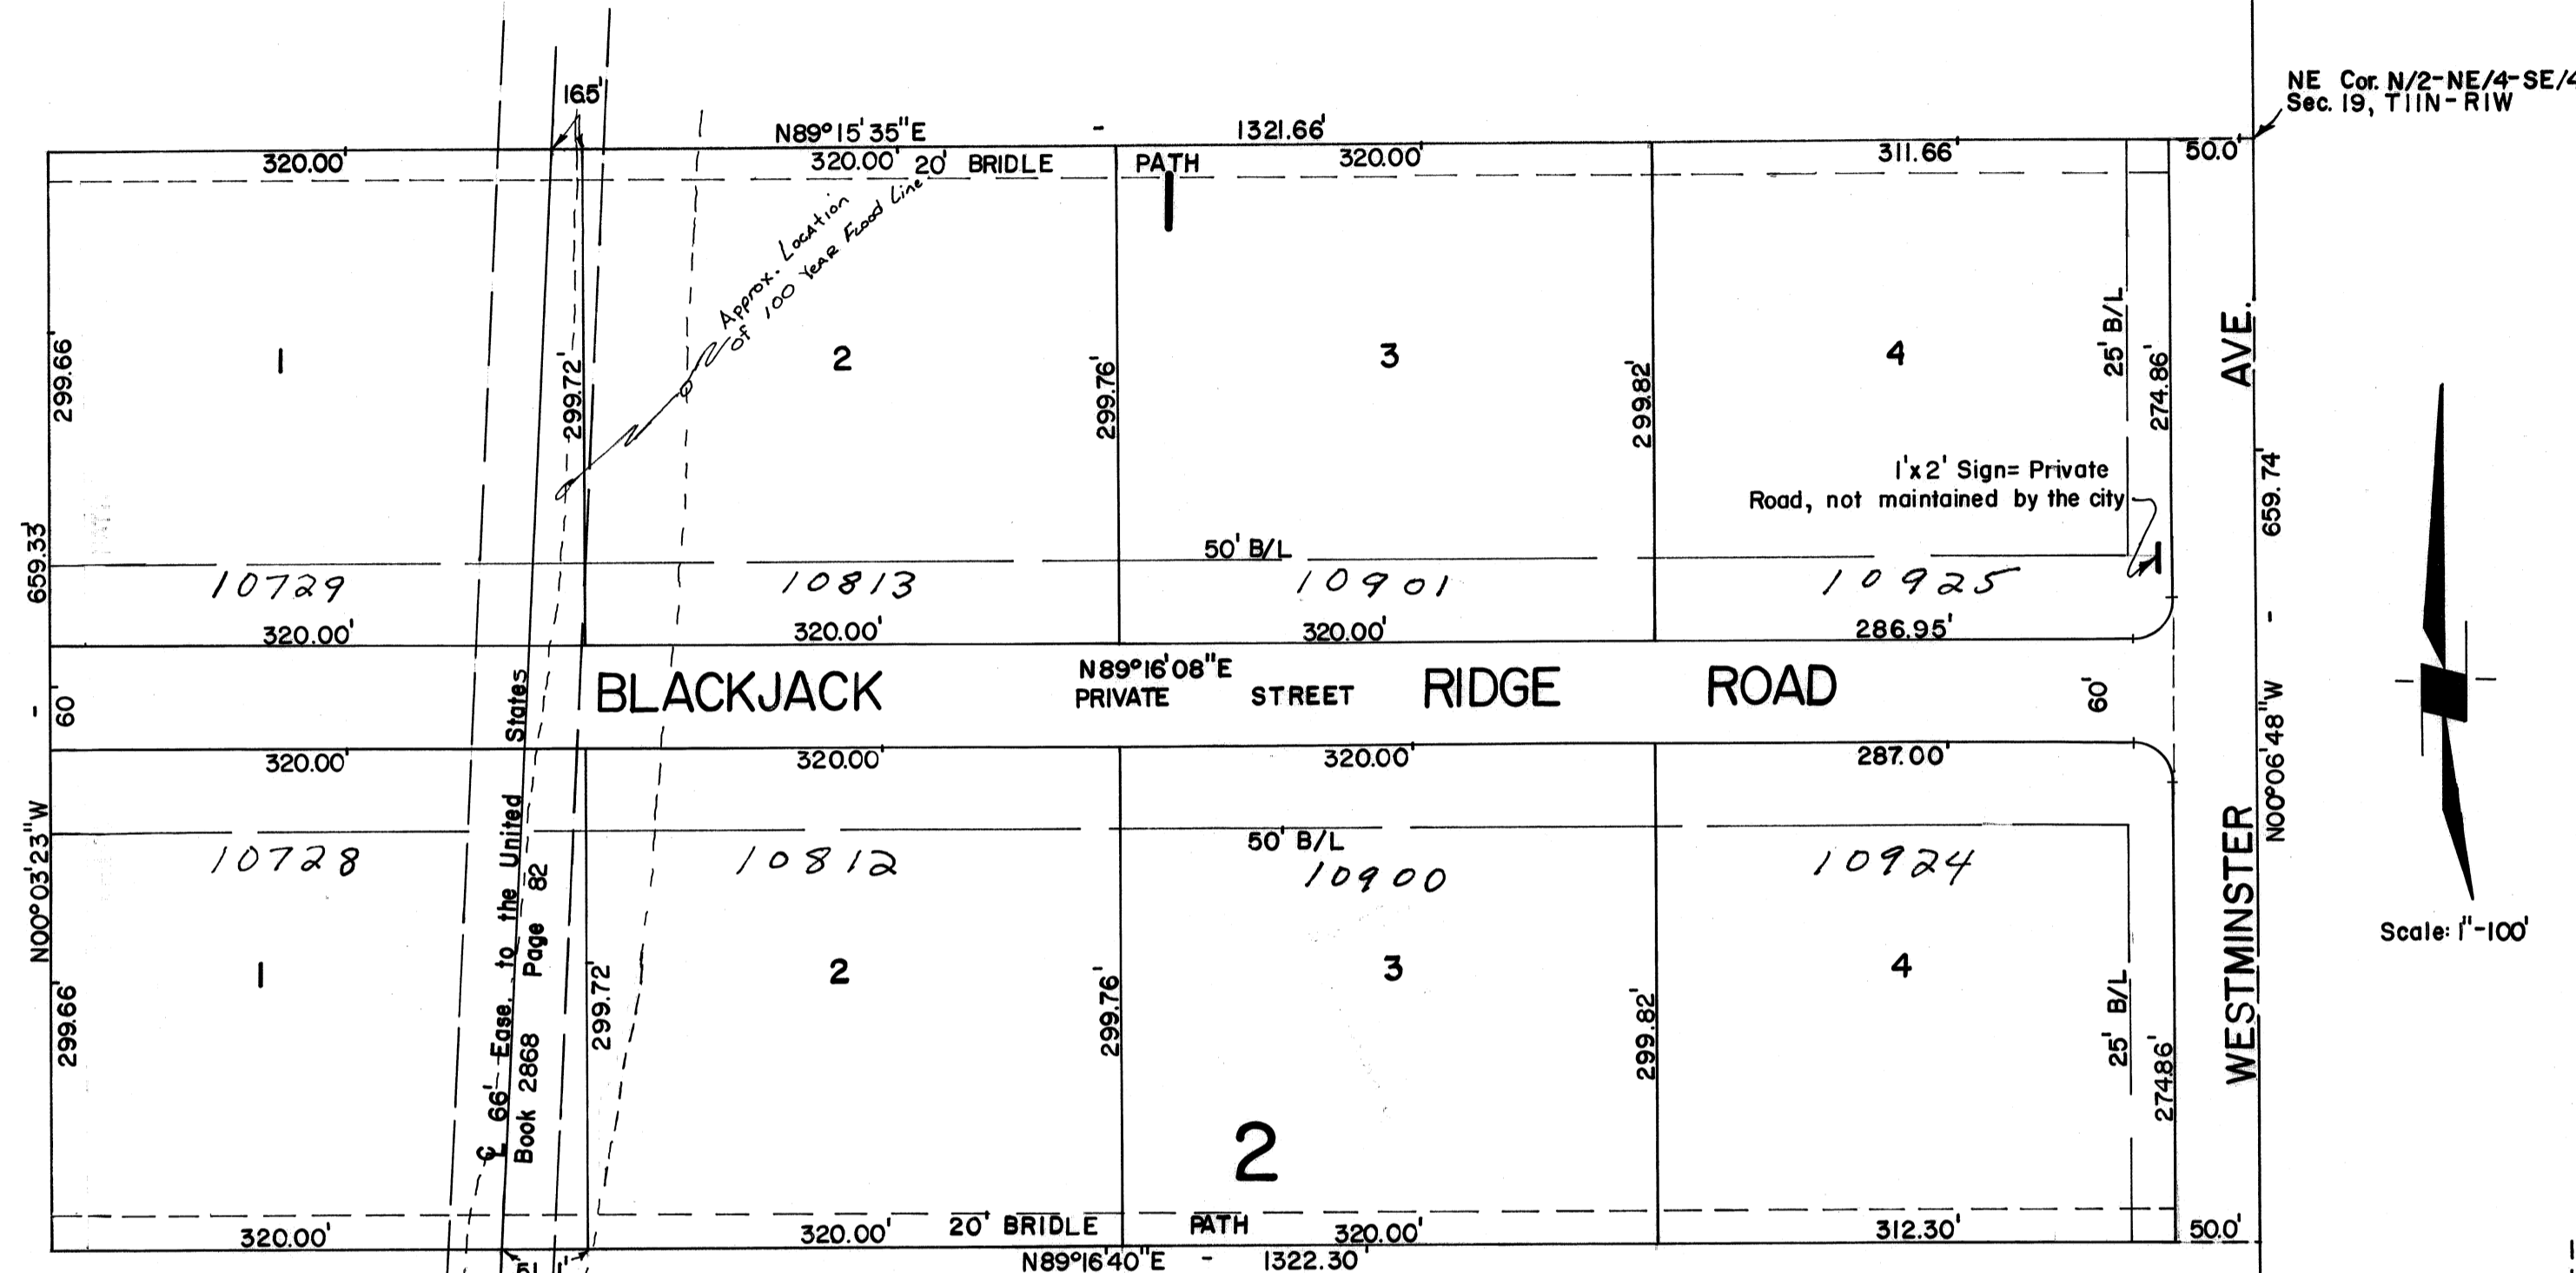 NE Cor. N/2-NE/4-SE/4
Sec. 19, T11N-R1W
16.5'
N89°15'35"E - 1321.66'
320.00' 320.00' 20' BRIDLE PATH 320.00' 311.66' 50.0'
1
Approx. Location
of 100 Year Flood Line
299.66' 1 299.72' 2 299.76' 3 299.82' 4 25' B/L 274.86'
AVE.
1'x2' Sign= Private
Road, not maintained by the city
659.33' 659.74'
50' B/L
10729 10813 10901 10925
320.00' 320.00' 320.00' 286.95'
60' BLACKJACK RIDGE ROAD 60'
N89°16'08"E
PRIVATE STREET
- N00°03'23"W
- N00°06'48"W
320.00' 320.00' 320.00' 287.00'
50' B/L
10728 10812 10900 10924
WESTMINSTER
Scale: 1"-100'
℄ 66' Ease. to the United States
Book 2868 Page 82
299.66' 1 299.72' 2 299.76' 3 299.82' 4 25' B/L 274.86'
2
320.00' 320.00' 20' BRIDLE PATH 320.00' 312.30' 50.0'
N89°16'40"E - 1322.30'